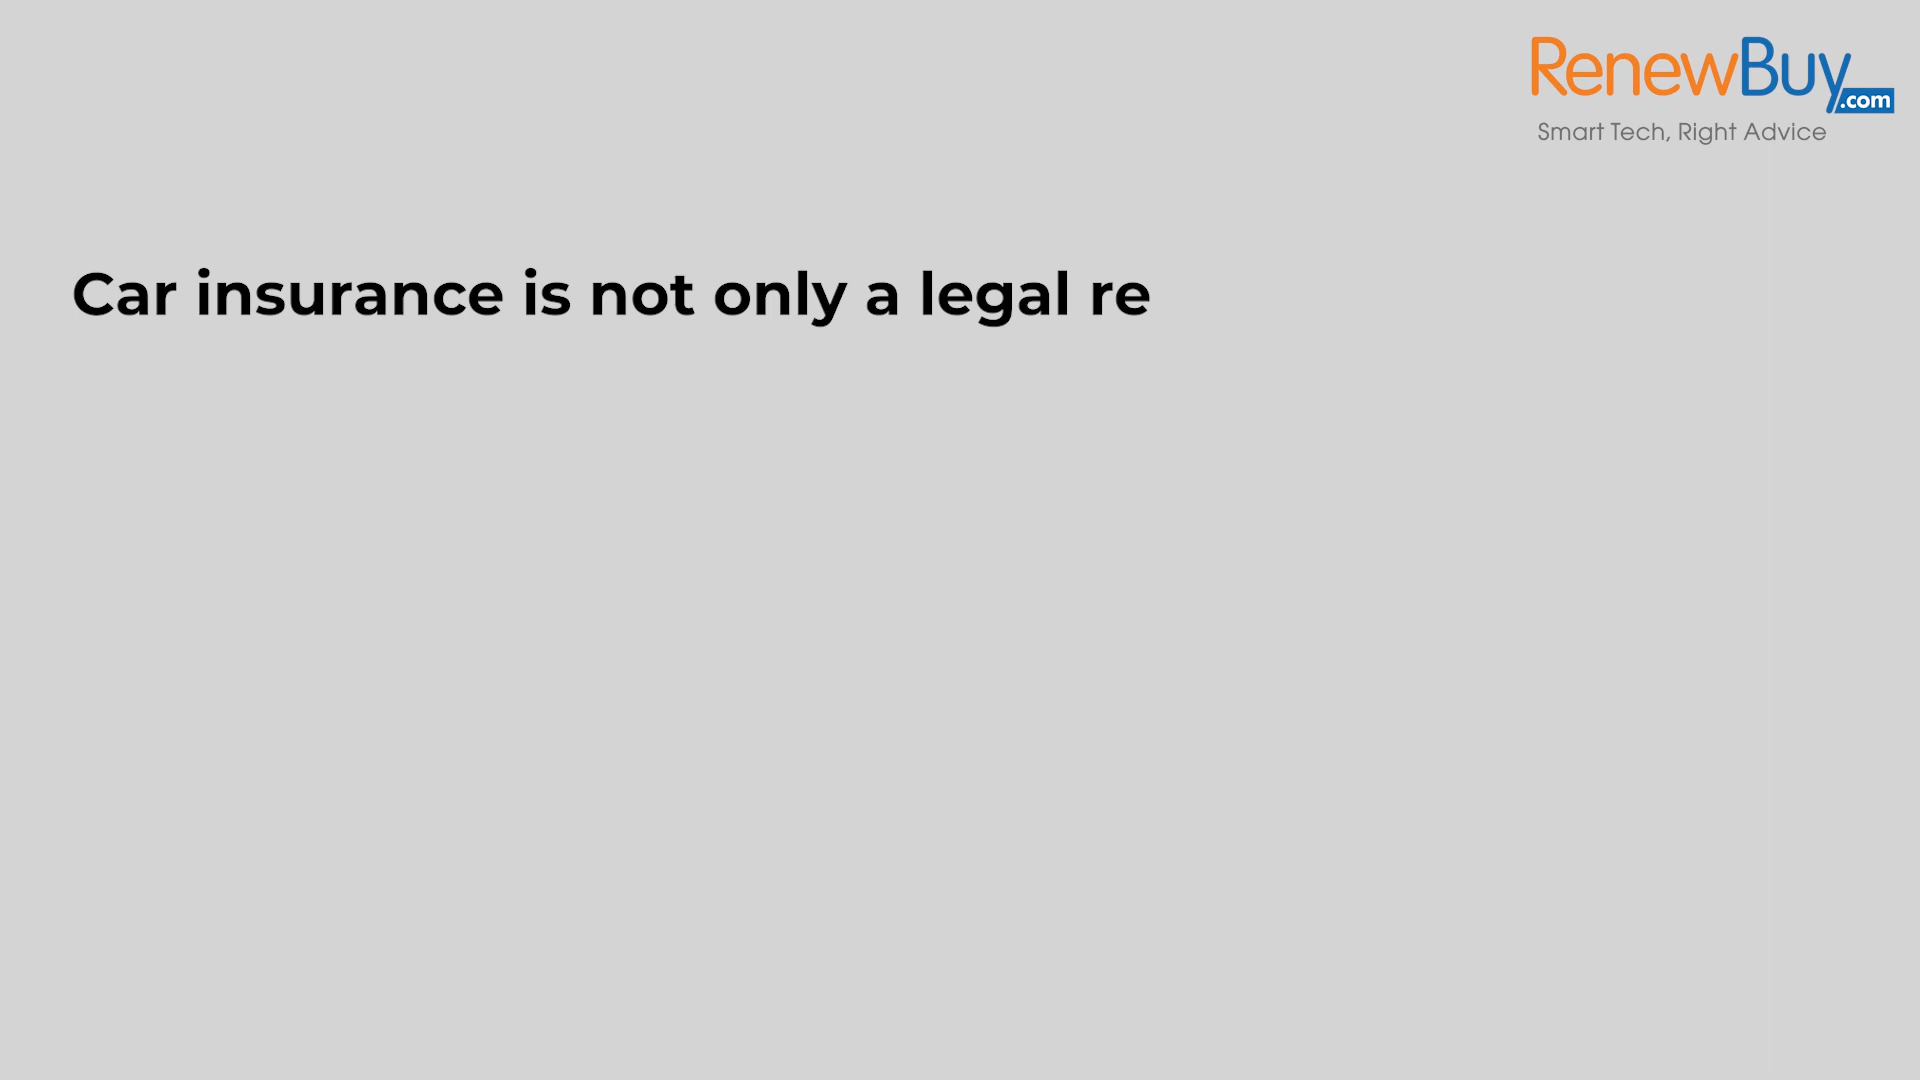 RenewBuy.com
Smart Tech, Right Advice
Car insurance is not only a legal re